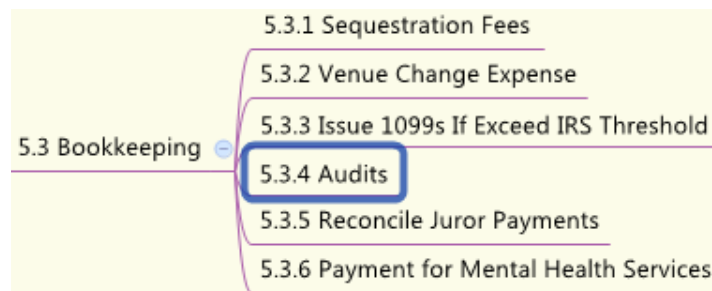 5.3.1 Sequestration Fees
5.3.2 Venue Change Expense
5.3.3 Issue 1099s If Exceed IRS Threshold
5.3 Bookkeeping
5.3.4 Audits
5.3.5 Reconcile Juror Payments
5.3.6 Payment for Mental Health Services